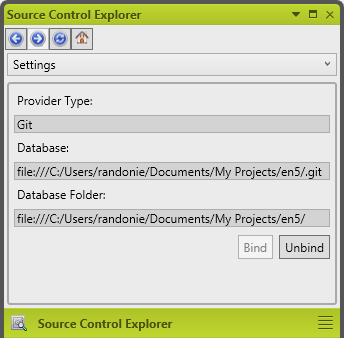 Source Control Explorer
Settings
Provider Type:
Git
Database:
file:///C:/Users/randonie/Documents/My Projects/en5/.git
Database Folder:
file:///C:/Users/randonie/Documents/My Projects/en5/
Bind Unbind
Source Control Explorer